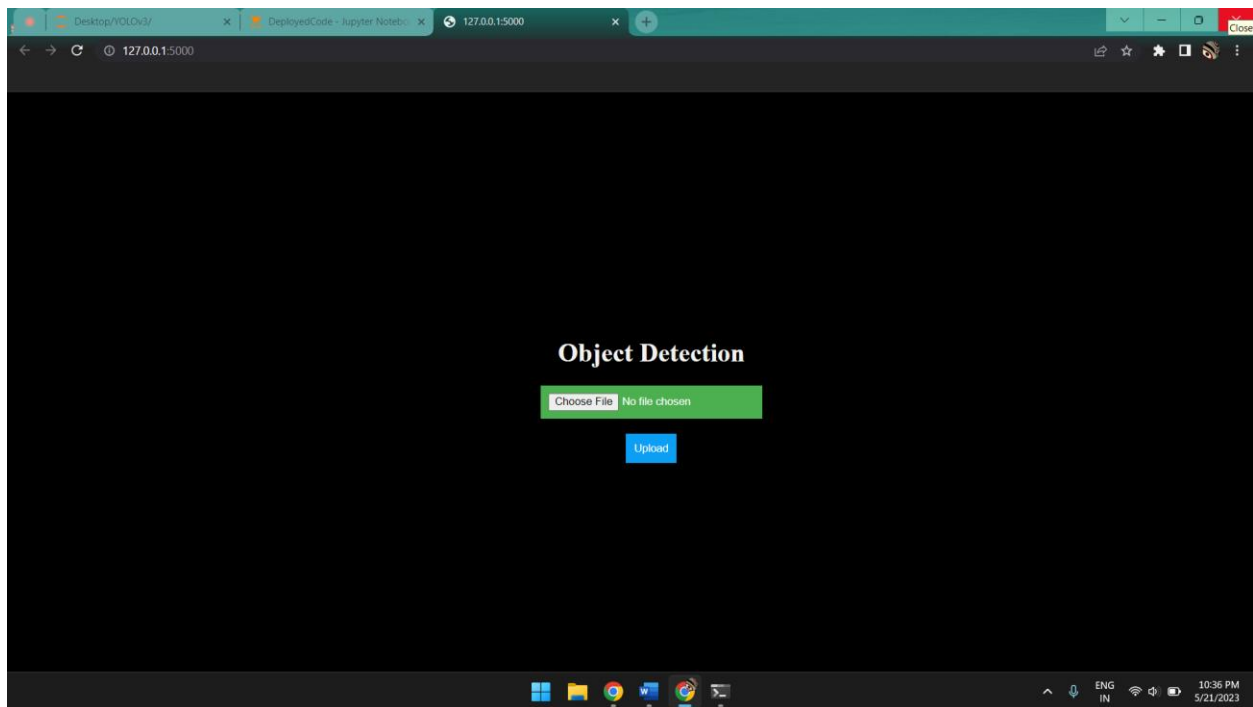 Desktop/YOLOv3/
DeployedCode - Jupyter Notebo
127.0.0.1:5000
Close
127.0.0.1:5000
Object Detection
Choose File No file chosen
Upload
ENG
IN
10:36 PM
5/21/2023